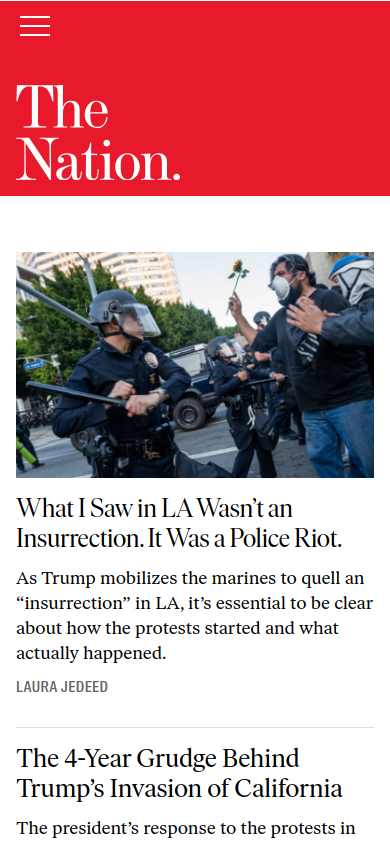 The
Nation.
What I Saw in LA Wasn’t an
Insurrection. It Was a Police Riot.
As Trump mobilizes the marines to quell an
“insurrection” in LA, it’s essential to be clear
about how the protests started and what
actually happened.
LAURA JEDEED
The 4-Year Grudge Behind
Trump’s Invasion of California
The president’s response to the protests in